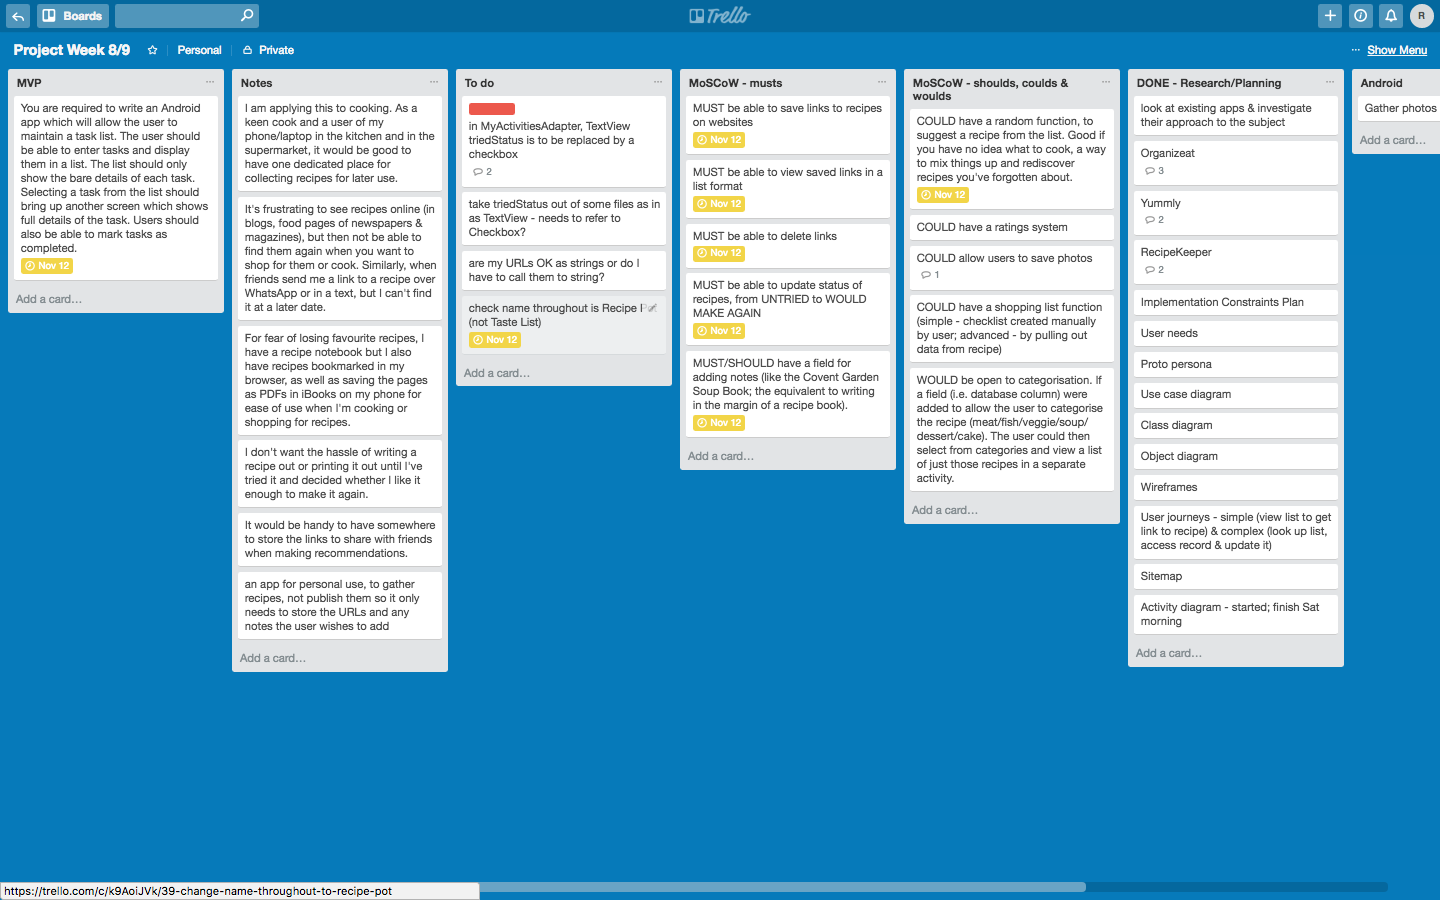 Boards
Trello
R
Project Week 8/9
Personal
Private
... Show Menu
MVP
You are required to write an Android
app which will allow the user to
maintain a task list. The user should
be able to enter tasks and display
them in a list. The list should only
show the bare details of each task.
Selecting a task from the list should
bring up another screen which shows
full details of the task. Users should
also be able to mark tasks as
completed.
Nov 12
Add a card...
Notes
I am applying this to cooking. As a
keen cook and a user of my
phone/laptop in the kitchen and in the
supermarket, it would be good to
have one dedicated place for
collecting recipes for later use.
It's frustrating to see recipes online (in
blogs, food pages of newspapers &
magazines), but then not be able to
find them again when you want to
shop for them or cook. Similarly, when
friends send me a link to a recipe over
WhatsApp or in a text, but I can't find
it at a later date.
For fear of losing favourite recipes, I
have a recipe notebook but I also
have recipes bookmarked in my
browser, as well as saving the pages
as PDFs in iBooks on my phone for
ease of use when I'm cooking or
shopping for recipes.
I don't want the hassle of writing a
recipe out or printing it out until I've
tried it and decided whether I like it
enough to make it again.
It would be handy to have somewhere
to store the links to share with friends
when making recommendations.
an app for personal use, to gather
recipes, not publish them so it only
needs to store the URLs and any
notes the user wishes to add
Add a card...
To do
in MyActivitiesAdapter, TextView
triedStatus is to be replaced by a
checkbox
2
take triedStatus out of some files as in
as TextView - needs to refer to
Checkbox?
are my URLs OK as strings or do I
have to call them to string?
check name throughout is Recipe Pot
(not Taste List)
Nov 12
Add a card...
MoSCoW - musts
MUST be able to save links to recipes
on websites
Nov 12
MUST be able to view saved links in a
list format
Nov 12
MUST be able to delete links
Nov 12
MUST be able to update status of
recipes, from UNTRIED to WOULD
MAKE AGAIN
Nov 12
MUST/SHOULD have a field for
adding notes (like the Covent Garden
Soup Book; the equivalent to writing
in the margin of a recipe book).
Nov 12
Add a card...
MoSCoW - shoulds, coulds &
woulds
COULD have a random function, to
suggest a recipe from the list. Good if
you have no idea what to cook, a way
to mix things up and rediscover
recipes you've forgotten about.
Nov 12
COULD have a ratings system
COULD allow users to save photos
1
COULD have a shopping list function
(simple - checklist created manually
by user; advanced - by pulling out
data from recipe)
WOULD be open to categorisation. If
a field (i.e. database column) were
added to allow the user to categorise
the recipe (meat/fish/veggie/soup/
dessert/cake). The user could then
select from categories and view a list
of just those recipes in a separate
activity.
Add a card...
DONE - Research/Planning
look at existing apps & investigate
their approach to the subject
Organizeat
3
Yummly
2
RecipeKeeper
2
Implementation Constraints Plan
User needs
Proto persona
Use case diagram
Class diagram
Object diagram
Wireframes
User journeys - simple (view list to get
link to recipe) & complex (look up list,
access record & update it)
Sitemap
Activity diagram - started; finish Sat
morning
Add a card...
Android
Gather photos
Add a card...
https://trello.com/c/k9AoiJVk/39-change-name-throughout-to-recipe-pot